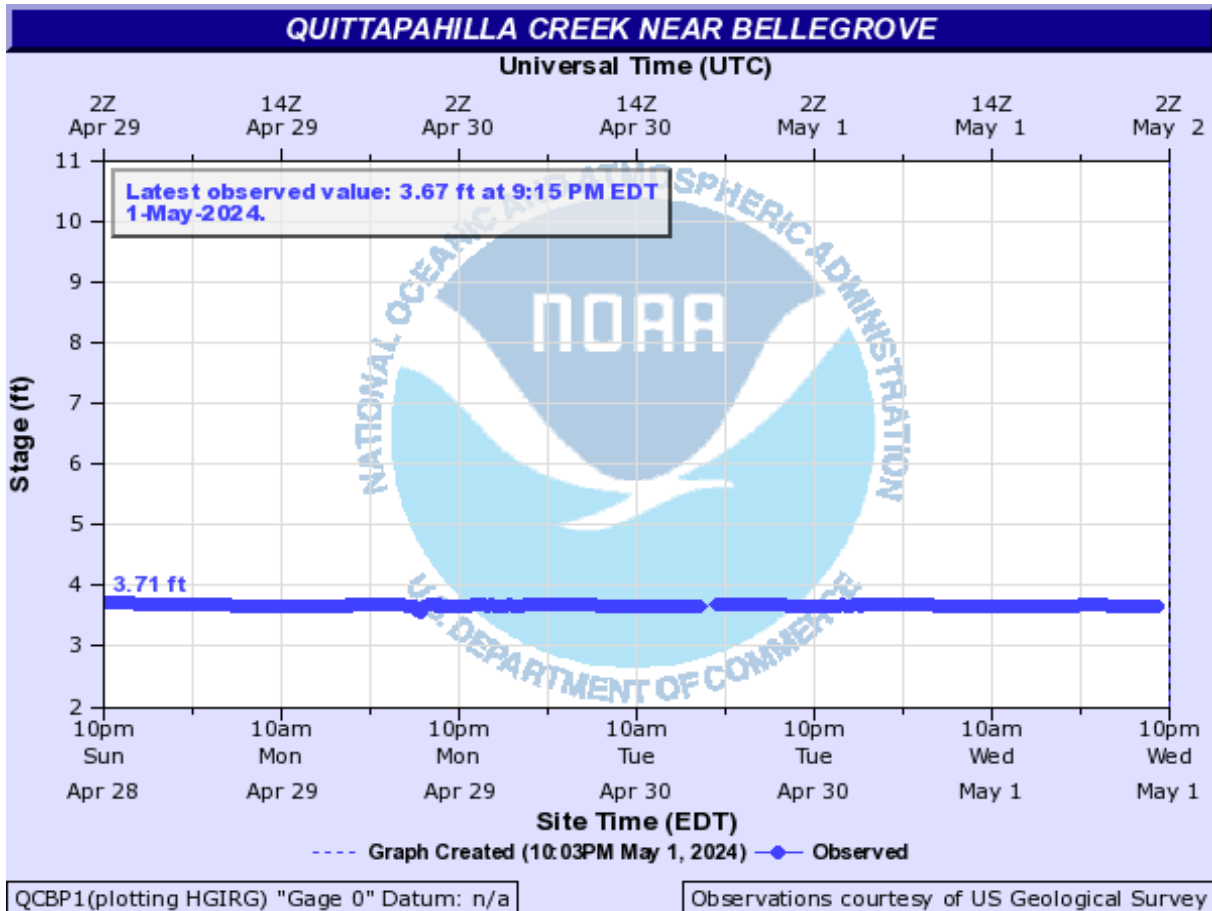 QUITTAPAHILLA CREEK NEAR BELLEGROVE
Universal Time (UTC)
2Z 14Z 2Z 14Z 2Z 14Z 2Z
Apr 29 Apr 29 Apr 30 Apr 30 May 1 May 1 May 2
11
Latest observed value: 3.67 ft at 9:15 PM EDT
1-May-2024.
10
9
8
7
6
5
4
3
2
Stage (ft)
NATIONAL OCEANIC AND ATMOSPHERIC ADMINISTRATION
NOAA
U.S. DEPARTMENT OF COMMERCE
3.71 ft
10pm 10am 10pm 10am 10pm 10am 10pm
Sun Mon Mon Tue Tue Wed Wed
Apr 28 Apr 29 Apr 29 Apr 30 Apr 30 May 1 May 1
Site Time (EDT)
Graph Created (10:03PM May 1, 2024) Observed
QCBP1(plotting HGIRG) "Gage 0" Datum: n/a
Observations courtesy of US Geological Survey